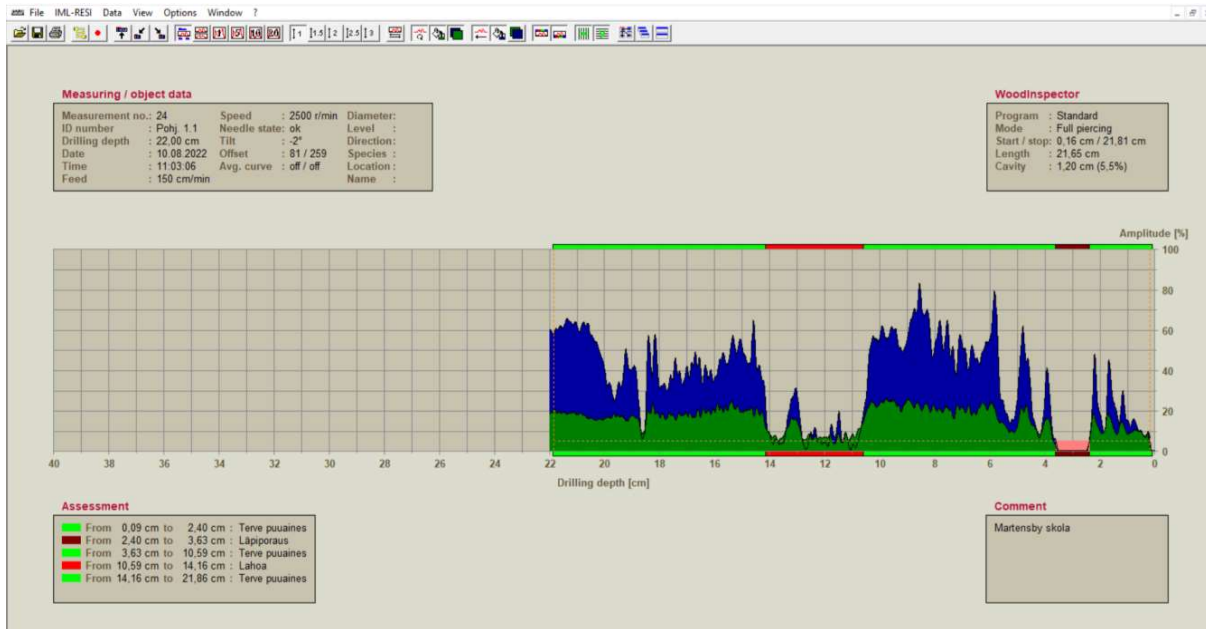 File IML-RESI Data View Options Window ?
1 1.5 2 2.5 3
Measuring / object data
Measurement no.: 24 Speed : 2500 r/min Diameter:
ID number : Pohj. 1.1 Needle state: ok Level :
Drilling depth : 22,00 cm Tilt : -2° Direction:
Date : 10.08.2022 Offset : 81 / 259 Species :
Time : 11:03:06 Avg. curve : off / off Location :
Feed : 150 cm/min Name :
WoodInspector
Program : Standard
Mode : Full piercing
Start / stop: 0,16 cm / 21,81 cm
Length : 21,65 cm
Cavity : 1,20 cm (5,5%)
Amplitude [%]
100
80
60
40
20
0
40 38 36 34 32 30 28 26 24 22 20 18 16 14 12 10 8 6 4 2 0
Drilling depth [cm]
Assessment
From 0,09 cm to 2,40 cm : Terve puuaines
From 2,40 cm to 3,63 cm : Läpiporaus
From 3,63 cm to 10,59 cm : Terve puuaines
From 10,59 cm to 14,16 cm : Lahoa
From 14,16 cm to 21,86 cm : Terve puuaines
Comment
Martensby skola